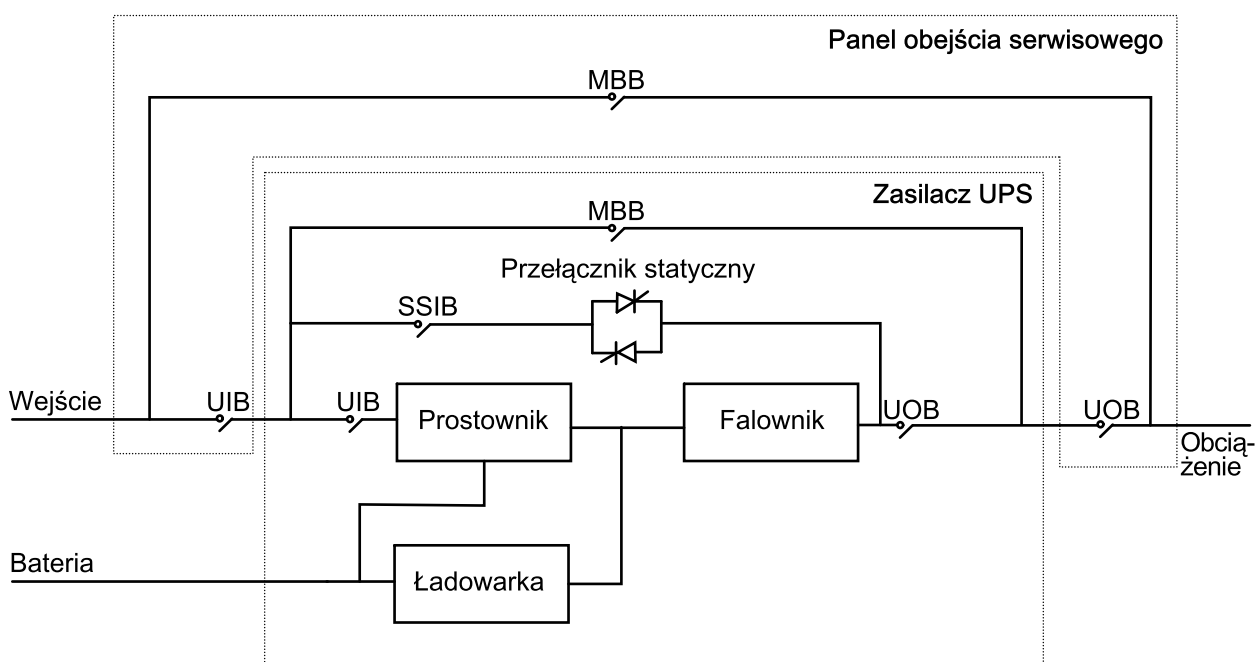 Panel obejścia serwisowego
MBB
Zasilacz UPS
MBB
Przełącznik statyczny
SSIB
Wejście
UIB
UIB
Prostownik
Falownik
UOB
UOB
Obcią-
żenie
Bateria
Ładowarka